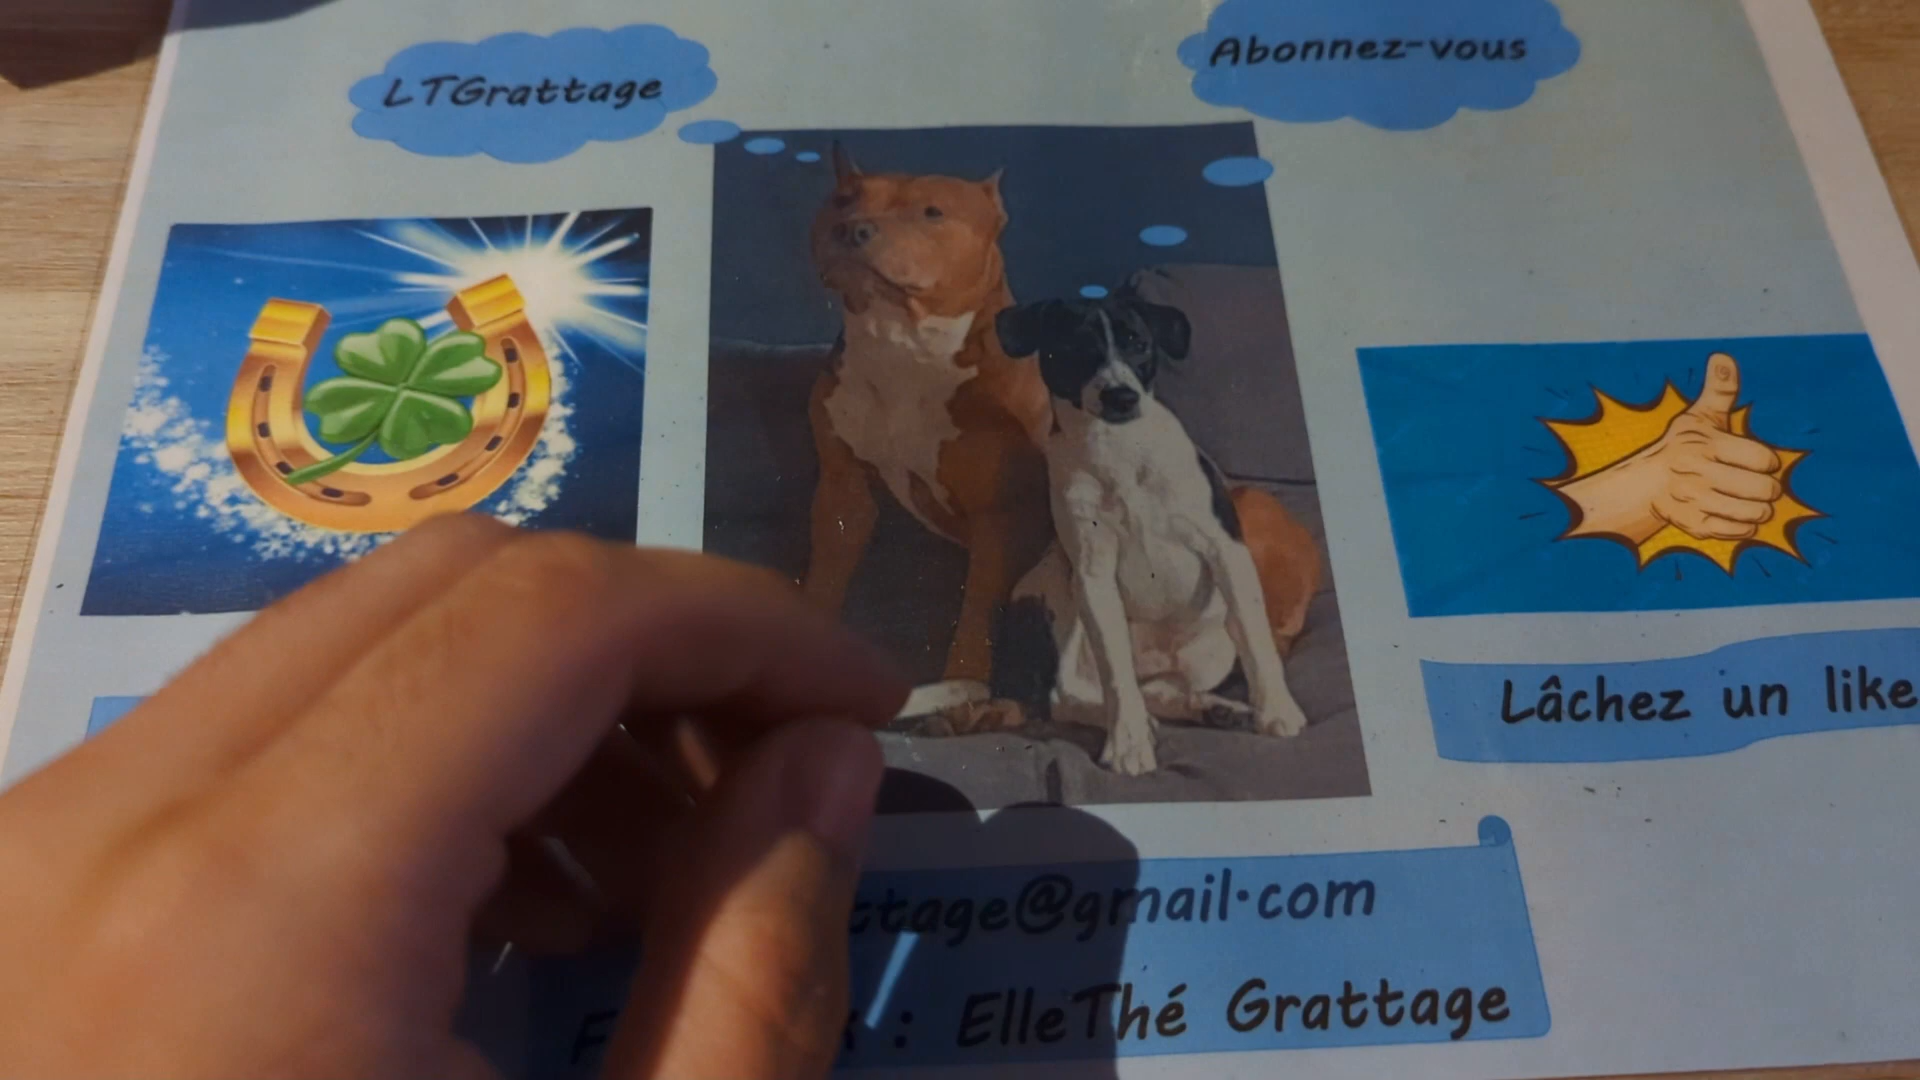 LTGrattage
Abonnez-vous
Lâchez un like
ttage@gmail.com
: ElleThé Grattage